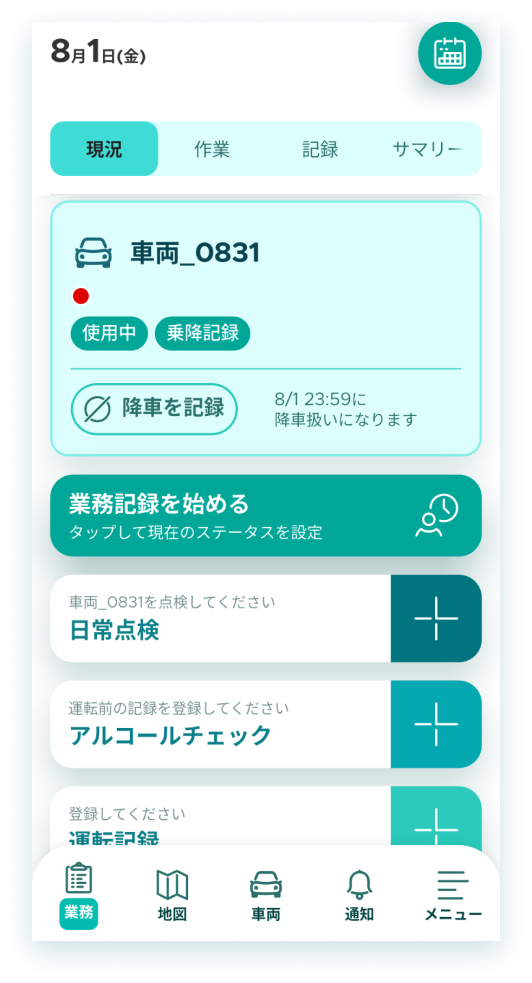 8月1日(金)
現況 作業 記録 サマリー
車両_0831
使用中 乗降記録
降車を記録
8/1 23:59に
降車扱いになります
業務記録を始める
タップして現在のステータスを設定
車両_0831を点検してください
日常点検
運転前の記録を登録してください
アルコールチェック
登録してください
運転記録
業務 地図 車両 通知 メニュー